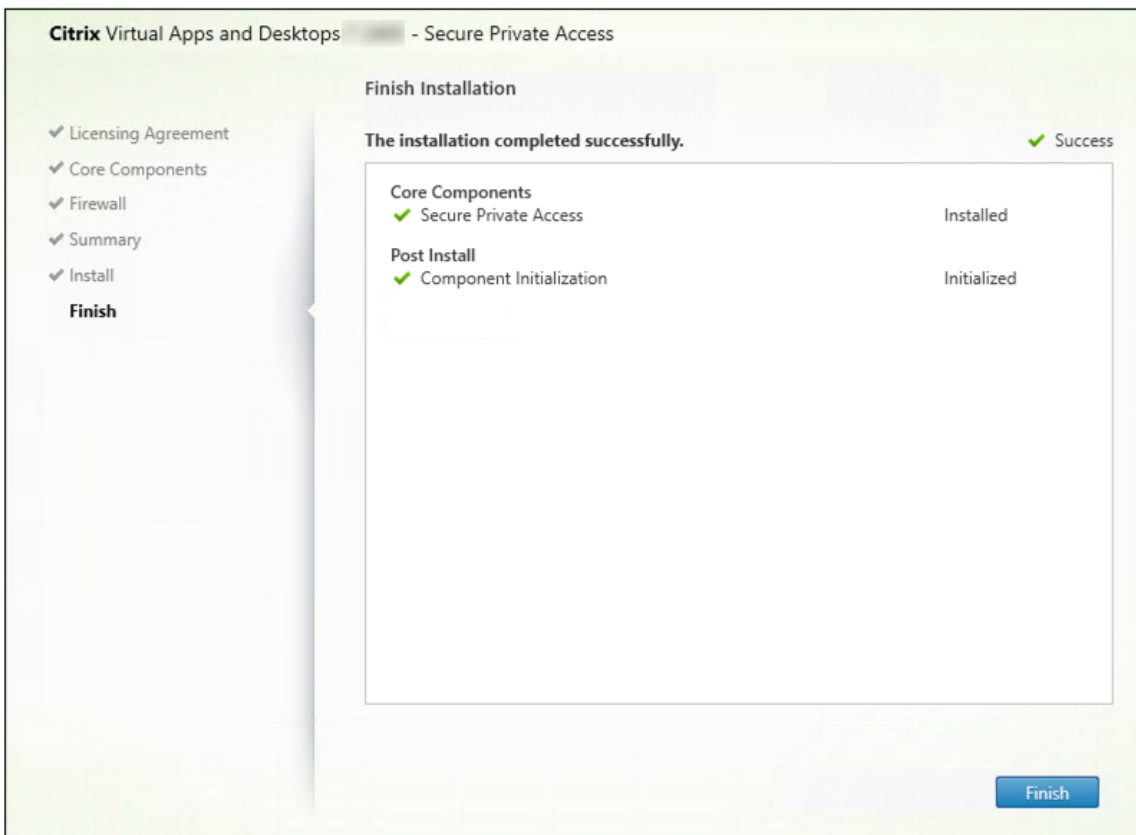 Citrix Virtual Apps and Desktops - Secure Private Access
Licensing Agreement
Core Components
Firewall
Summary
Install
Finish
Finish Installation
The installation completed successfully.
Success
Core Components
Secure Private Access Installed
Post Install
Component Initialization Initialized
Finish